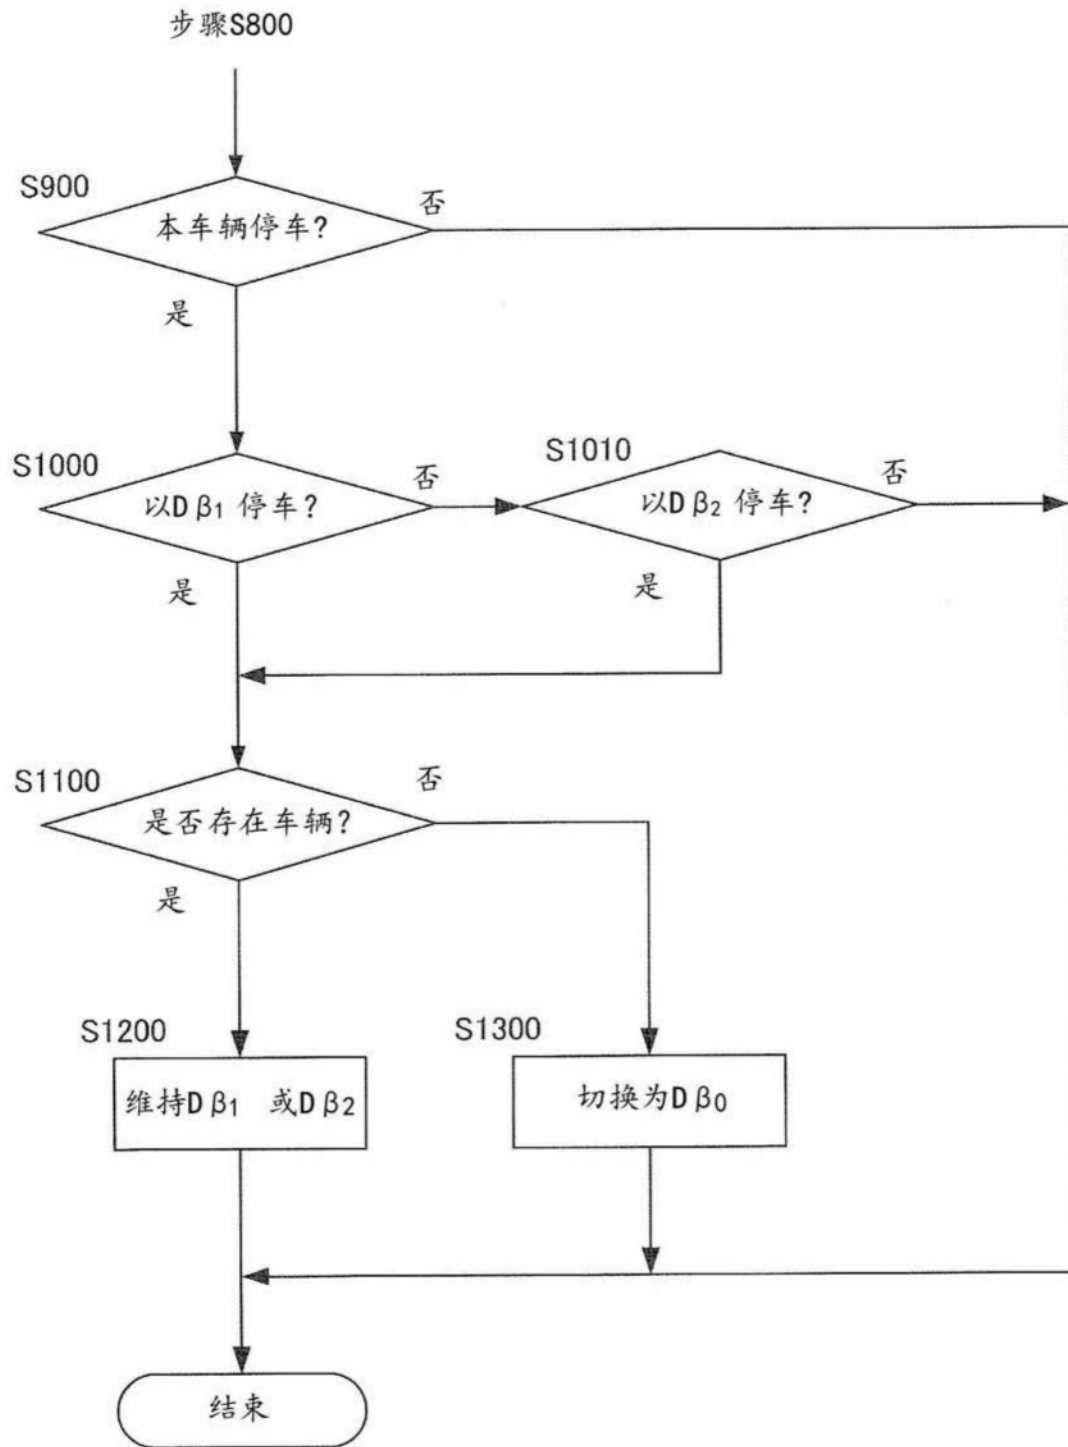 步骤S800
S900
本车辆停车?
否
是
S1000
以Dβ₁ 停车?
否
S1010
以Dβ₂ 停车?
否
是
是
S1100
是否存在车辆?
否
是
S1200
维持Dβ₁ 或Dβ₂
S1300
切换为Dβ₀
结束